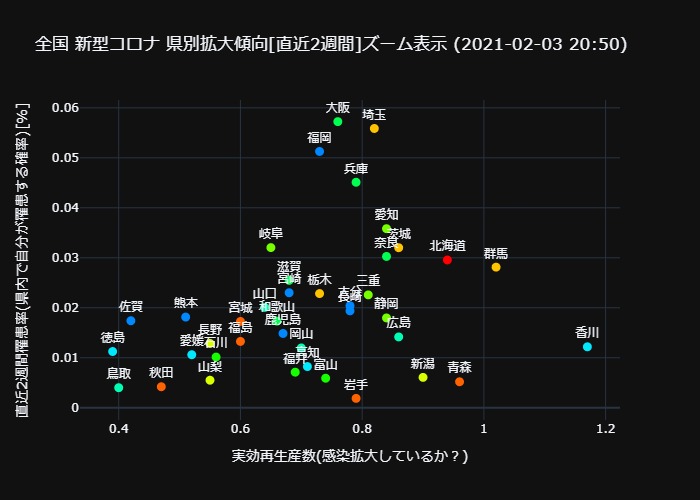 全国 新型コロナ 県別拡大傾向[直近2週間]ズーム表示 (2021-02-03 20:50)
直近2週間罹患率(県内で自分が罹患する確率)[%]
0.06
0.05
0.04
0.03
0.02
0.01
0
大阪
埼玉
福岡
兵庫
愛知
岐阜
茨城
奈良
北海道
群馬
滋賀
宮崎
栃木
三重
山口
長崎
佐賀
熊本
宮城
和歌山
静岡
鹿児島
広島
長野
福島
岡山
徳島
愛媛
香川
福井
富山
新潟
鳥取
秋田
山梨
青森
岩手
0.4
0.6
0.8
1
1.2
実効再生産数(感染拡大しているか？)